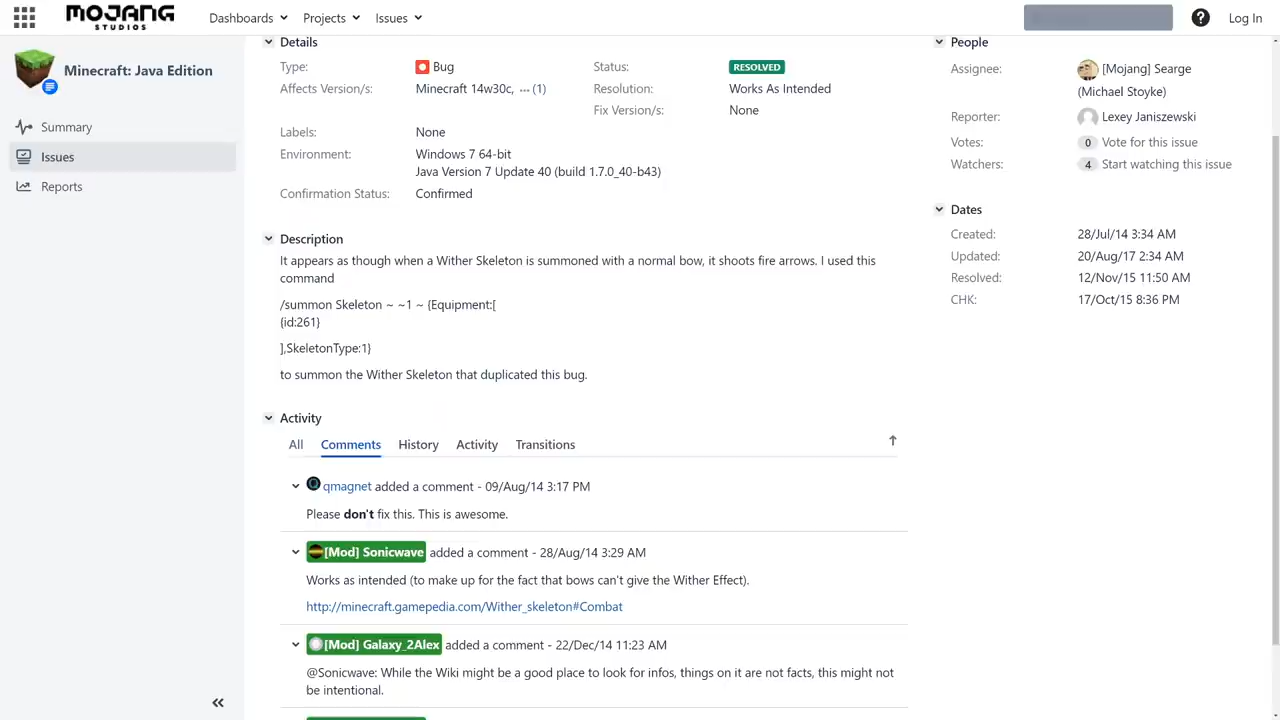 MOJANG
STUDIOS
Dashboards Projects Issues
? Log In
Minecraft: Java Edition
Summary
Issues
Reports
Details
Type: Bug Status: RESOLVED
Affects Version/s: Minecraft 14w30c, ... (1) Resolution: Works As Intended
Fix Version/s: None
Labels: None
Environment: Windows 7 64-bit
Java Version 7 Update 40 (build 1.7.0_40-b43)
Confirmation Status: Confirmed
Description
It appears as though when a Wither Skeleton is summoned with a normal bow, it shoots fire arrows. I used this
command
/summon Skeleton ~ ~1 ~ {Equipment:[
{id:261}
],SkeletonType:1}
to summon the Wither Skeleton that duplicated this bug.
Activity
All Comments History Activity Transitions
qmagnet added a comment - 09/Aug/14 3:17 PM
Please don't fix this. This is awesome.
[Mod] Sonicwave added a comment - 28/Aug/14 3:29 AM
Works as intended (to make up for the fact that bows can't give the Wither Effect).
http://minecraft.gamepedia.com/Wither_skeleton#Combat
[Mod] Galaxy_2Alex added a comment - 22/Dec/14 11:23 AM
@Sonicwave: While the Wiki might be a good place to look for infos, things on it are not facts, this might not
be intentional.
People
Assignee: [Mojang] Searge
(Michael Stoyke)
Reporter: Lexey Janiszewski
Votes: 0 Vote for this issue
Watchers: 4 Start watching this issue
Dates
Created: 28/Jul/14 3:34 AM
Updated: 20/Aug/17 2:34 AM
Resolved: 12/Nov/15 11:50 AM
CHK: 17/Oct/15 8:36 PM